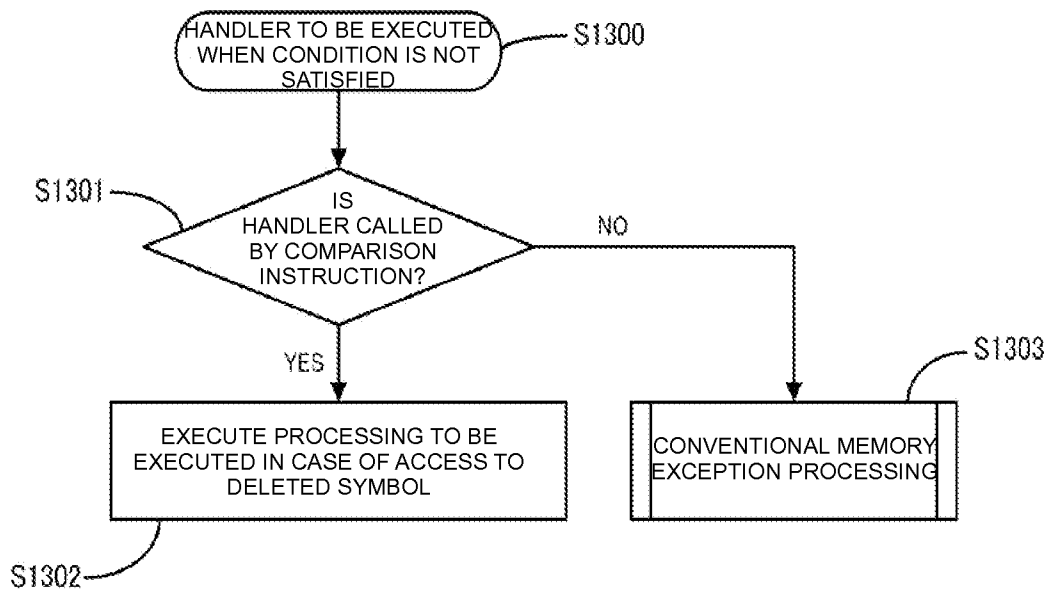 HANDLER TO BE EXECUTED
WHEN CONDITION IS NOT
SATISFIED
S1300
S1301
IS
HANDLER CALLED
BY COMPARISON
INSTRUCTION?
NO
YES
S1303
EXECUTE PROCESSING TO BE
EXECUTED IN CASE OF ACCESS TO
DELETED SYMBOL
CONVENTIONAL MEMORY
EXCEPTION PROCESSING
S1302